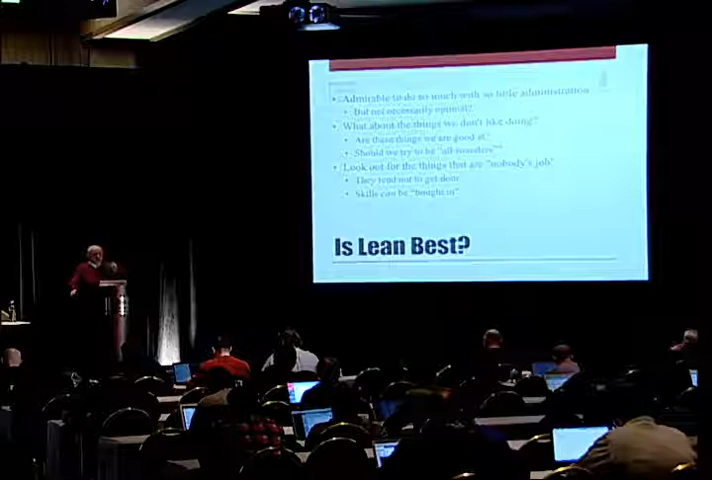 • Admirable to do so much with so little administration
• But not necessarily optimal?
• What about the things we don't like doing?
• Are these things we are good at?
• Should we try to be "all-rounders"?
• Look out for the things that are "nobody's job"
• They tend not to get done
• Skills can be "bought in"
Is Lean Best?